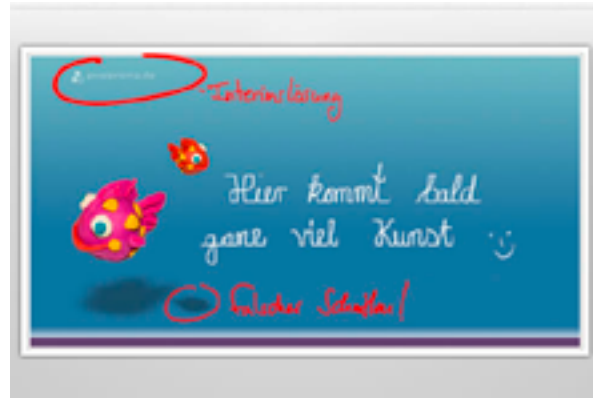 -Interimslösung
Hier kommt bald
ganz viel Kunst :-)
falscher Schatten!